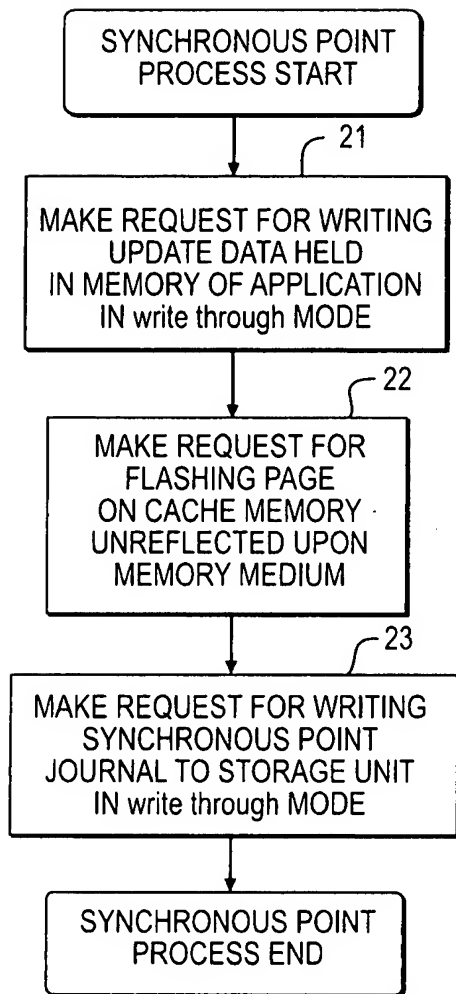 SYNCHRONOUS POINT
PROCESS START
21
MAKE REQUEST FOR WRITING
UPDATE DATA HELD
IN MEMORY OF APPLICATION
IN write through MODE
22
MAKE REQUEST FOR
FLASHING PAGE
ON CACHE MEMORY
UNREFLECTED UPON
MEMORY MEDIUM
23
MAKE REQUEST FOR WRITING
SYNCHRONOUS POINT
JOURNAL TO STORAGE UNIT
IN write through MODE
SYNCHRONOUS POINT
PROCESS END